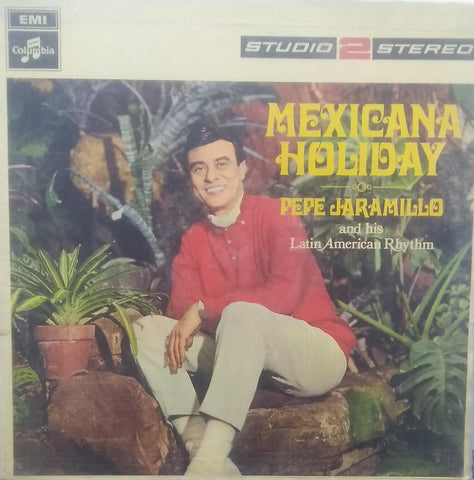 EMI
Columbia
STUDIO 2 STEREO
MEXICANA
HOLIDAY
PEPE JARAMILLO
and his
Latin American Rhythm